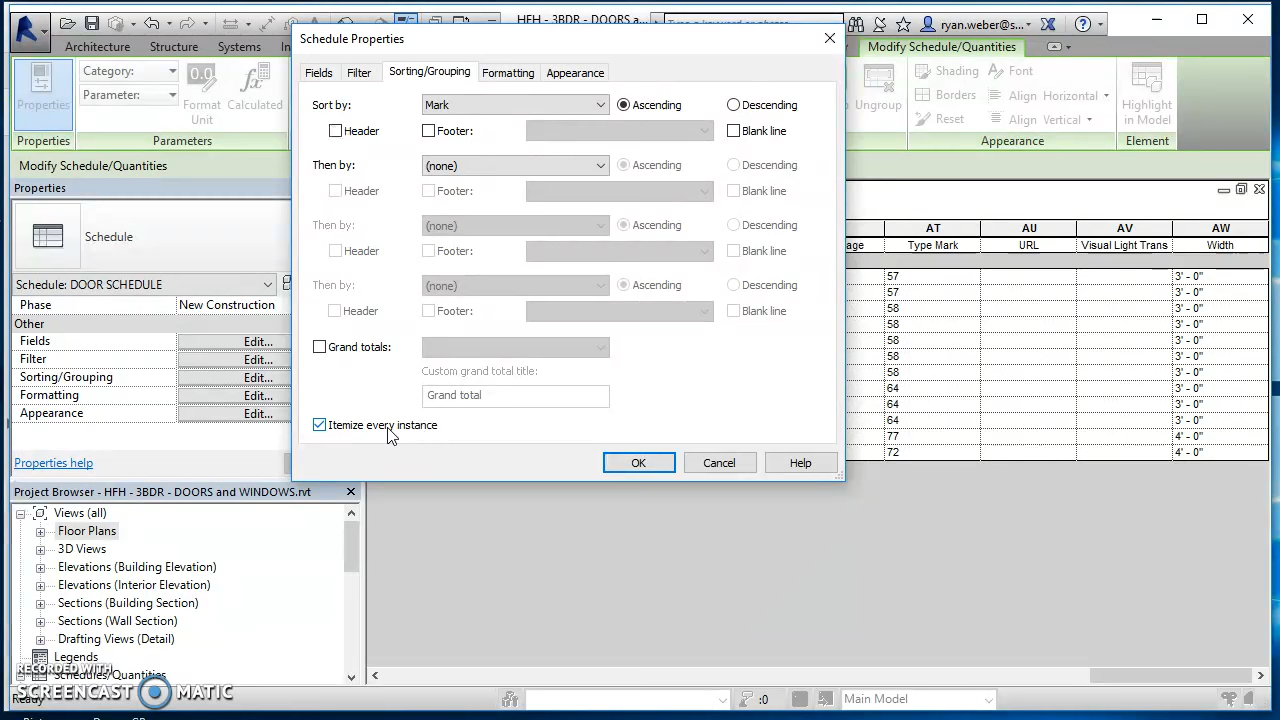 HFH - 3BDR - DOORS a...
ryan.weber@s...
Architecture
Structure
Systems
Modify Schedule/Quantities
Properties
Category:
Parameter:
Format
Unit
Calculated
Ungroup
Shading
Borders
Reset
Font
Align Horizontal
Align Vertical
Highlight
in Model
Properties
Parameters
Appearance
Element
Modify Schedule/Quantities
Properties
Schedule
Schedule: DOOR SCHEDULE
Phase New Construction
Other
Fields Edit...
Filter Edit...
Sorting/Grouping Edit...
Formatting Edit...
Appearance Edit...
Properties help
Project Browser - HFH - 3BDR - DOORS and WINDOWS.rvt
Views (all)
Floor Plans
3D Views
Elevations (Building Elevation)
Elevations (Interior Elevation)
Sections (Building Section)
Sections (Wall Section)
Drafting Views (Detail)
Legends
Schedules/Quantities
Schedule Properties
Fields Filter Sorting/Grouping Formatting Appearance
Sort by: Mark Ascending Descending
Header Footer: Blank line
Then by: (none) Ascending Descending
Header Footer: Blank line
Then by: (none) Ascending Descending
Header Footer: Blank line
Then by: (none) Ascending Descending
Header Footer: Blank line
Grand totals:
Custom grand total title:
Grand total
Itemize every instance
OK Cancel Help
AT AU AV AW
age Type Mark URL Visual Light Trans Width
57 3' - 0"
57 3' - 0"
58 3' - 0"
58 3' - 0"
58 3' - 0"
58 3' - 0"
58 3' - 0"
64 3' - 0"
64 3' - 0"
64 3' - 0"
77 4' - 0"
72 4' - 0"
Ready
:0
Main Model
RECORDED WITH
SCREENCAST MATIC